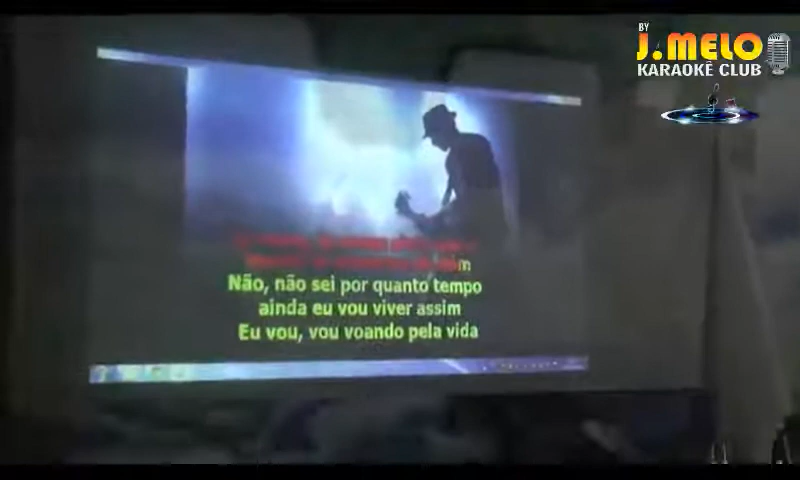 BY
J.MELO
KARAOKÊ CLUB
Não, não sei por quanto tempo
ainda eu vou viver assim
Eu vou, vou voando pela vida